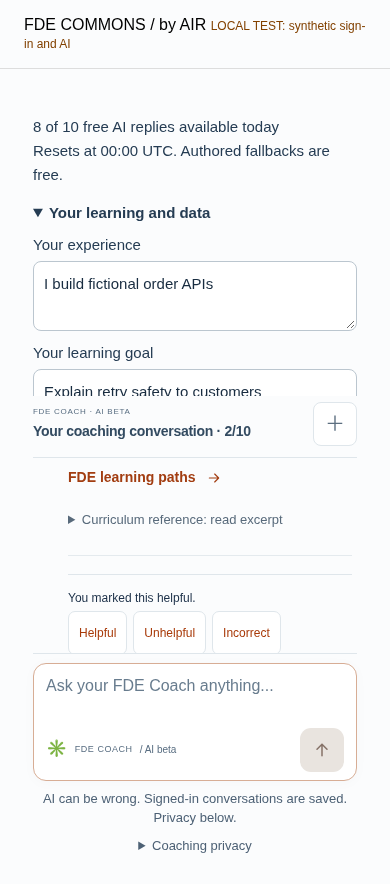 FDE COMMONS / by AIR LOCAL TEST: synthetic sign-
in and AI
8 of 10 free AI replies available today
Resets at 00:00 UTC. Authored fallbacks are
free.
▼ Your learning and data
Your experience
I build fictional order APIs
Your learning goal
Explain retry safety to customers
FDE COACH · AI BETA
Your coaching conversation · 2/10
FDE learning paths →
▶ Curriculum reference: read excerpt
You marked this helpful.
Helpful Unhelpful Incorrect
Ask your FDE Coach anything...
FDE COACH / AI beta
AI can be wrong. Signed-in conversations are saved.
Privacy below.
▶ Coaching privacy